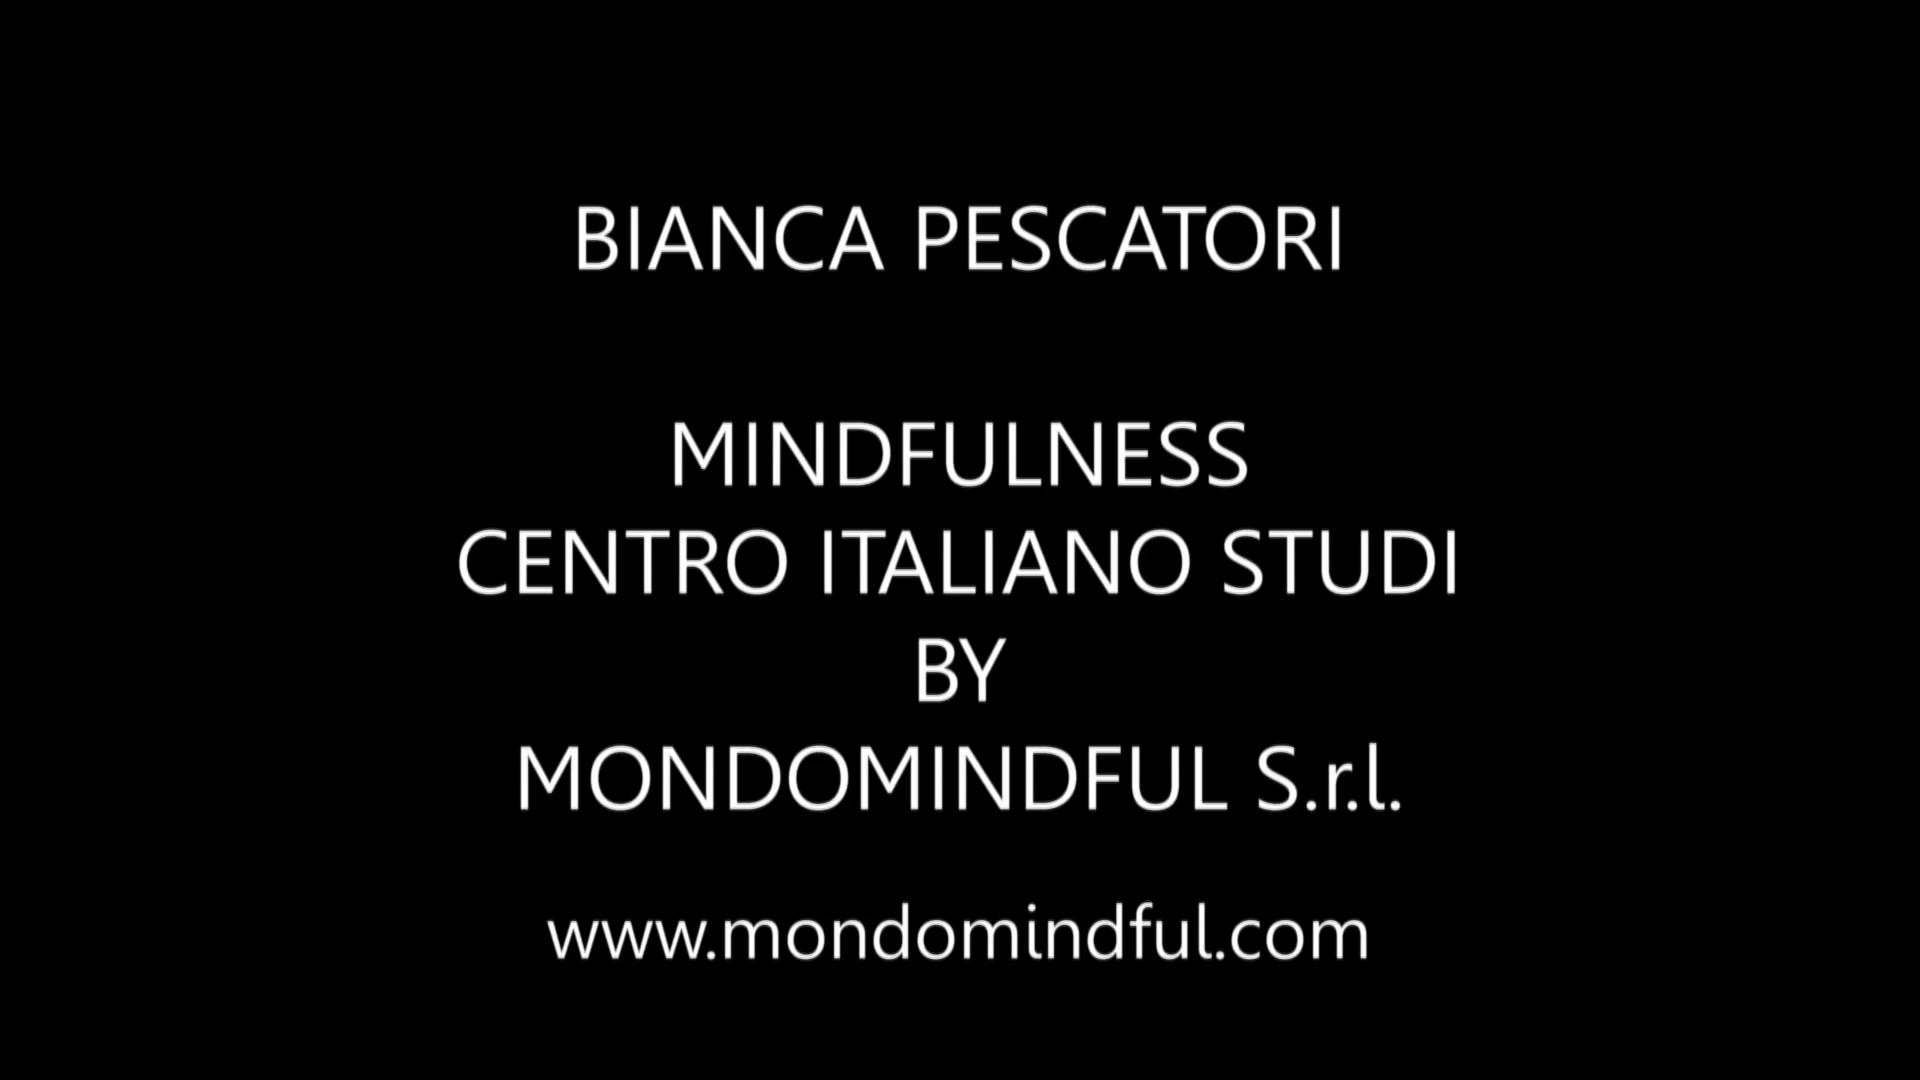 BIANCA PESCATORI
MINDFULNESS
CENTRO ITALIANO STUDI
BY
MONDOMINDFUL S.r.l.
www.mondomindful.com